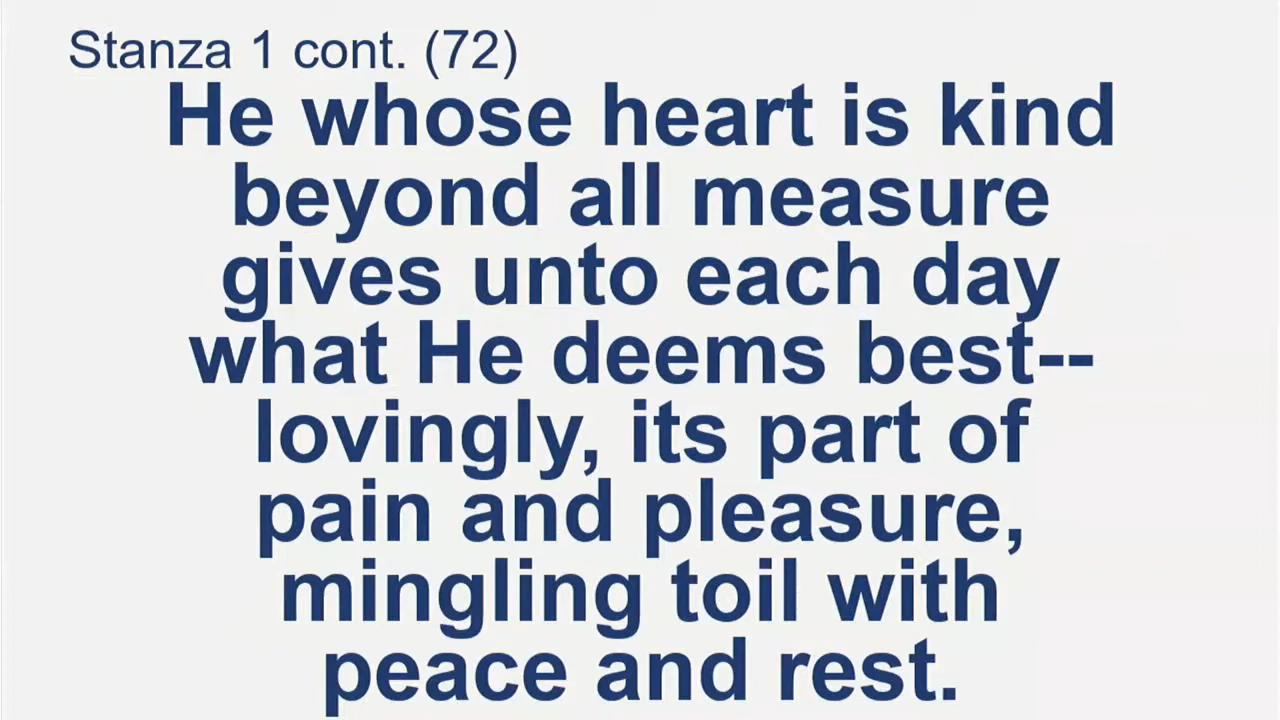 Stanza 1 cont. (72)
He whose heart is kind
beyond all measure
gives unto each day
what He deems best--
lovingly, its part of
pain and pleasure,
mingling toil with
peace and rest.